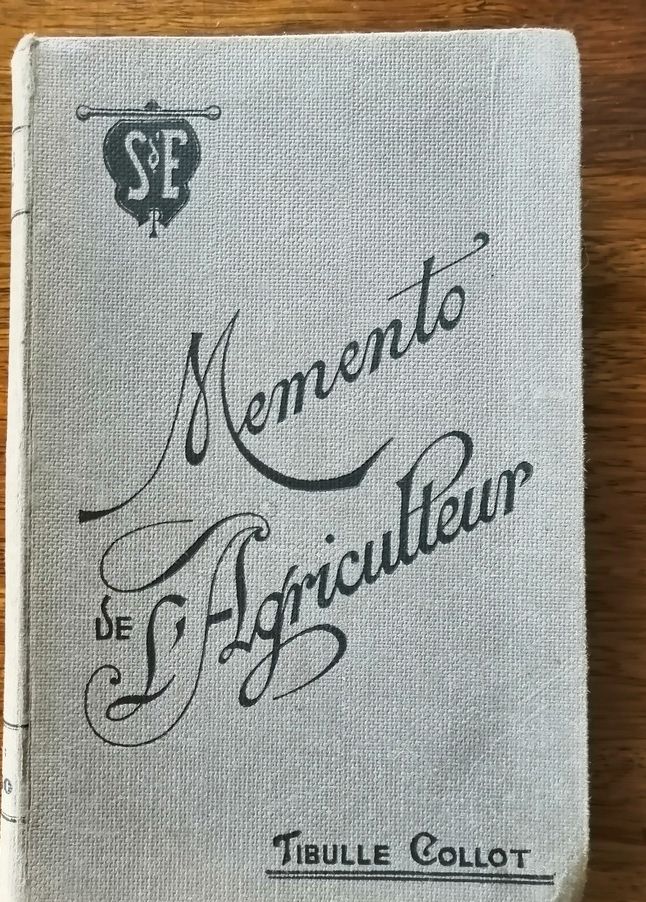 S d'E
Memento
de L'Agriculteur
Tibulle Collot